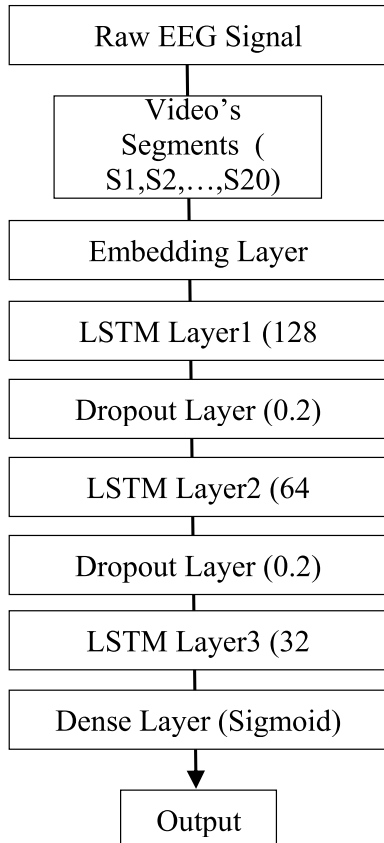 Raw EEG Signal
Video’s
Segments (
S1,S2,…,S20)
Embedding Layer
LSTM Layer1 (128
Dropout Layer (0.2)
LSTM Layer2 (64
Dropout Layer (0.2)
LSTM Layer3 (32
Dense Layer (Sigmoid)
Output